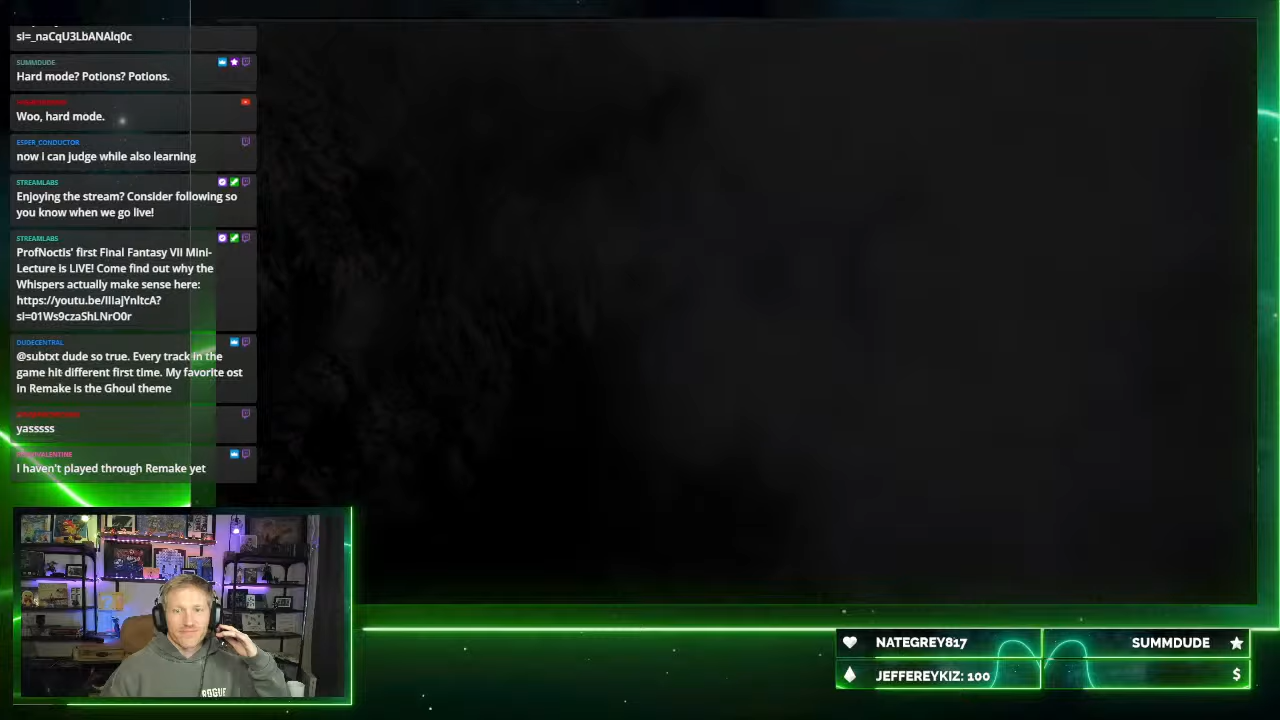 si=_naCqU3LbANAlq0c
SUMMDUDE
Hard mode? Potions? Potions.
Woo, hard mode.
ESPER_CONDUCTOR
now I can judge while also learning
STREAMLABS
Enjoying the stream? Consider following so
you know when we go live!
STREAMLABS
ProfNoctis' first Final Fantasy VII Mini-
Lecture is LIVE! Come find out why the
Whispers actually make sense here:
https://youtu.be/IIIajYnltcA?
si=01Ws9czaShLNrO0r
DUDECENTRAL
@subtxt dude so true. Every track in the
game hit different first time. My favorite ost
in Remake is the Ghoul theme
yasssss
I haven't played through Remake yet
ROGUE
NATEGREY817
SUMMDUDE
JEFFEREYKIZ: 100
$